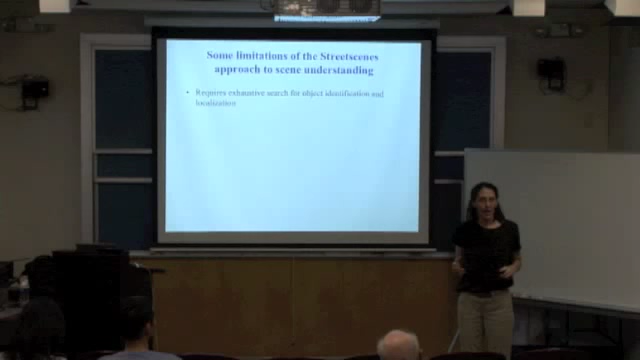 Some limitations of the Streetscenes
approach to scene understanding
• Requires exhaustive search for object identification and
localization